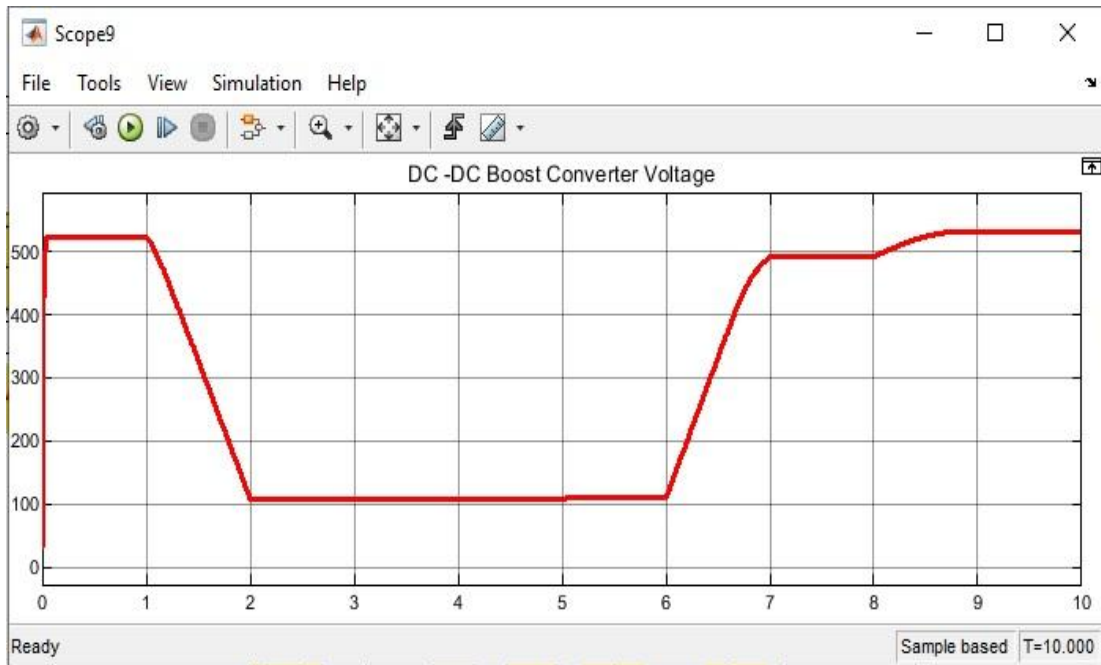 Scope9
File Tools View Simulation Help
DC -DC Boost Converter Voltage
500
400
300
200
100
0
0 1 2 3 4 5 6 7 8 9 10
Ready Sample based T=10.000